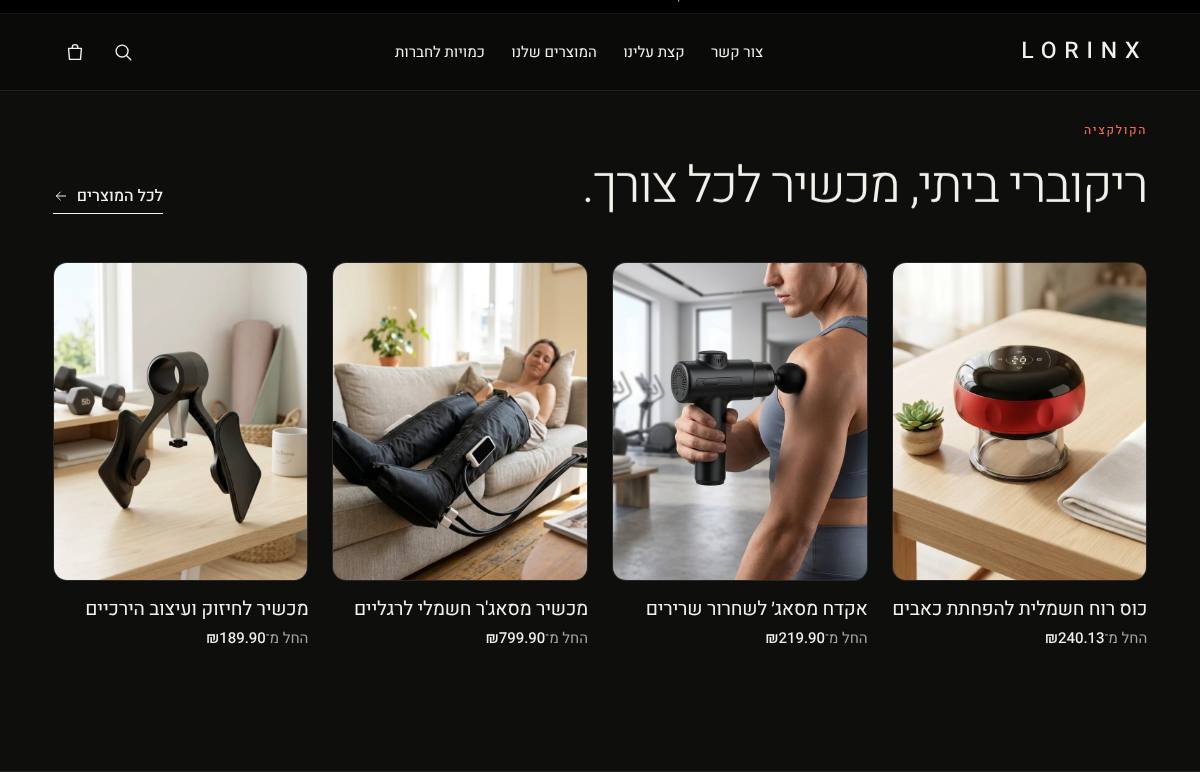 LORINX
צור קשר
קצת עלינו
המוצרים שלנו
כמויות לחברות
הקולקציה
ריקוברי ביתי, מכשיר לכל צורך.
לכל המוצרים ←
כוס רוח חשמלית להפחתת כאבים
החל מ־240.13₪
אקדח מסאג׳ לשחרור שרירים
החל מ־219.90₪
מכשיר מסאג'ר חשמלי לרגליים
החל מ־799.90₪
מכשיר לחיזוק ועיצוב הירכיים
החל מ־189.90₪